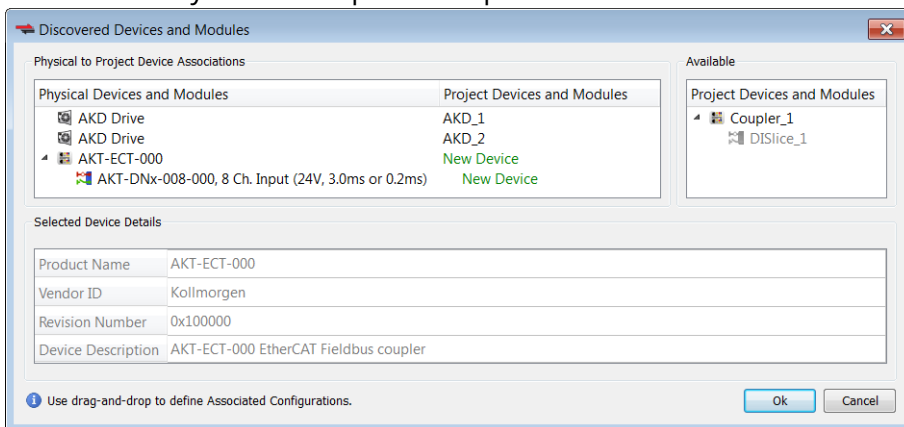 Discovered Devices and Modules
Physical to Project Device Associations
Available
Physical Devices and Modules Project Devices and Modules
Project Devices and Modules
AKD Drive AKD_1
Coupler_1
AKD Drive AKD_2
DISlice_1
AKT-ECT-000 New Device
AKT-DNx-008-000, 8 Ch. Input (24V, 3.0ms or 0.2ms) New Device
Selected Device Details
Product Name AKT-ECT-000
Vendor ID Kollmorgen
Revision Number 0x100000
Device Description AKT-ECT-000 EtherCAT Fieldbus coupler
Use drag-and-drop to define Associated Configurations.
Ok Cancel